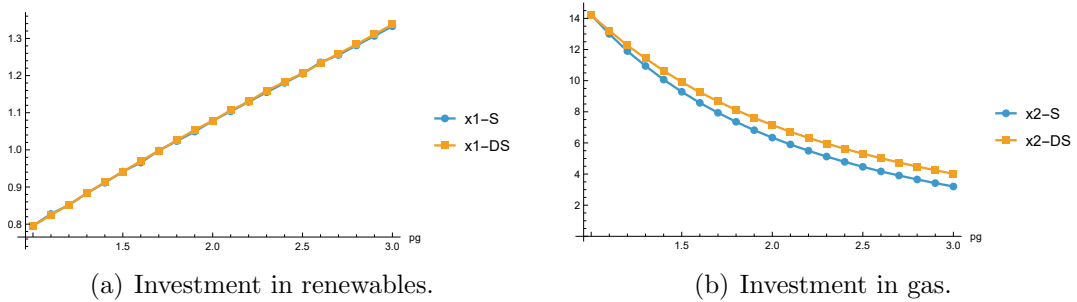 1.3
1.2
1.1
1.0
0.9
0.8
1.5
2.0
2.5
3.0
pg
x1-S
x1-DS
14
12
10
8
6
4
2
1.5
2.0
2.5
3.0
pg
x2-S
x2-DS
(a) Investment in renewables.
(b) Investment in gas.